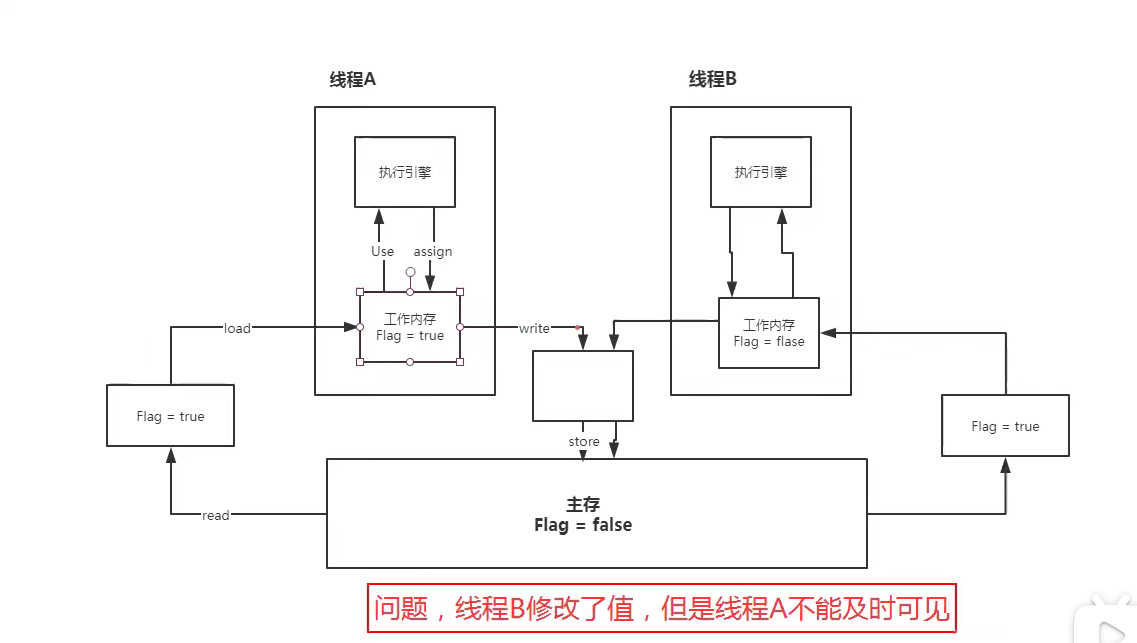 线程A
线程B
执行引擎
执行引擎
Use
assign
工作内存
Flag = true
工作内存
Flag = flase
load
write
Flag = true
Flag = true
store
read
主存
Flag = false
问题，线程B修改了值，但是线程A不能及时可见